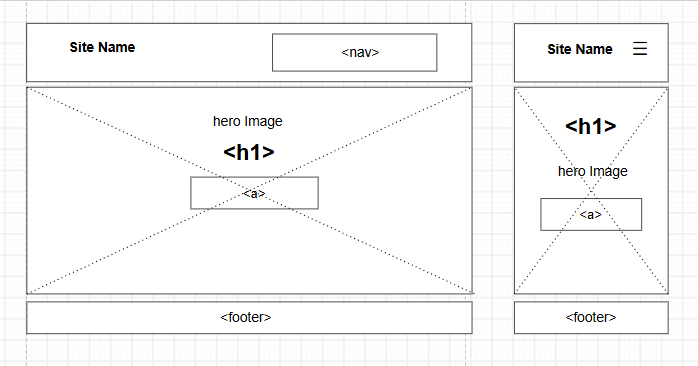 Site Name
<nav>
hero Image
<h1>
<a>
<footer>
Site Name ☰
<h1>
hero Image
<a>
<footer>